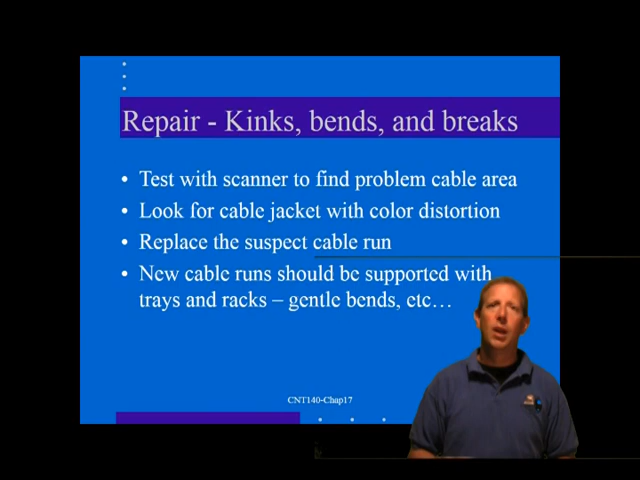 Repair - Kinks, bends, and breaks
• Test with scanner to find problem cable area
• Look for cable jacket with color distortion
• Replace the suspect cable run
• New cable runs should be supported with
trays and racks – gentle bends, etc…
CNT140-Chap17